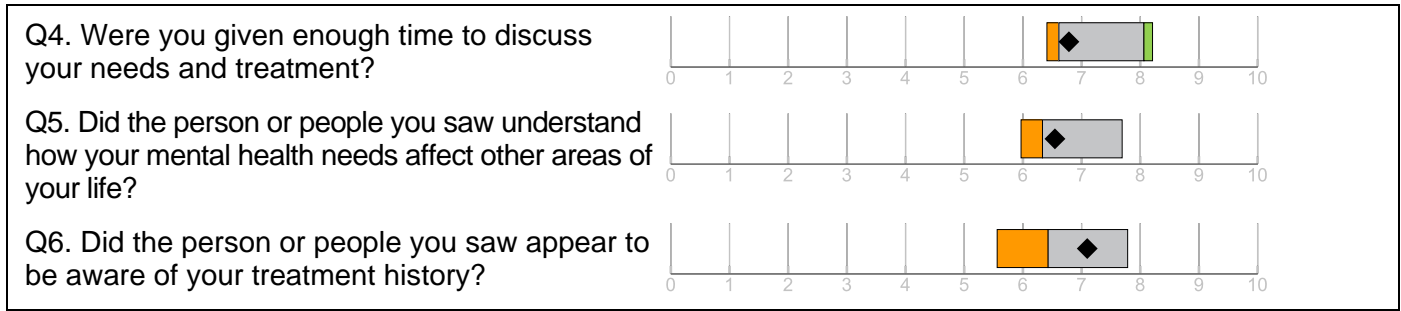 Q4. Were you given enough time to discuss
your needs and treatment?
0 1 2 3 4 5 6 7 8 9 10
Q5. Did the person or people you saw understand
how your mental health needs affect other areas of
your life?
0 1 2 3 4 5 6 7 8 9 10
Q6. Did the person or people you saw appear to
be aware of your treatment history?
0 1 2 3 4 5 6 7 8 9 10